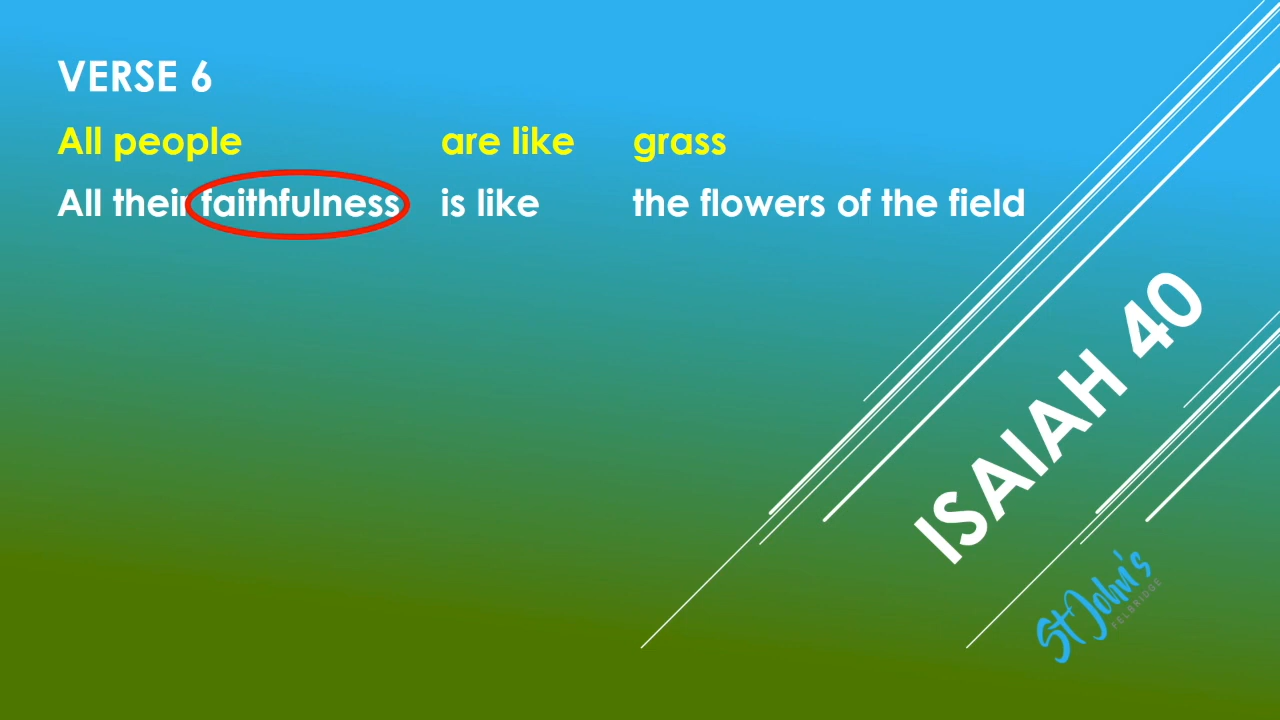 VERSE 6
All people are like grass
All their faithfulness is like the flowers of the field
ISAIAH 40
St John's
FELBRIDGE